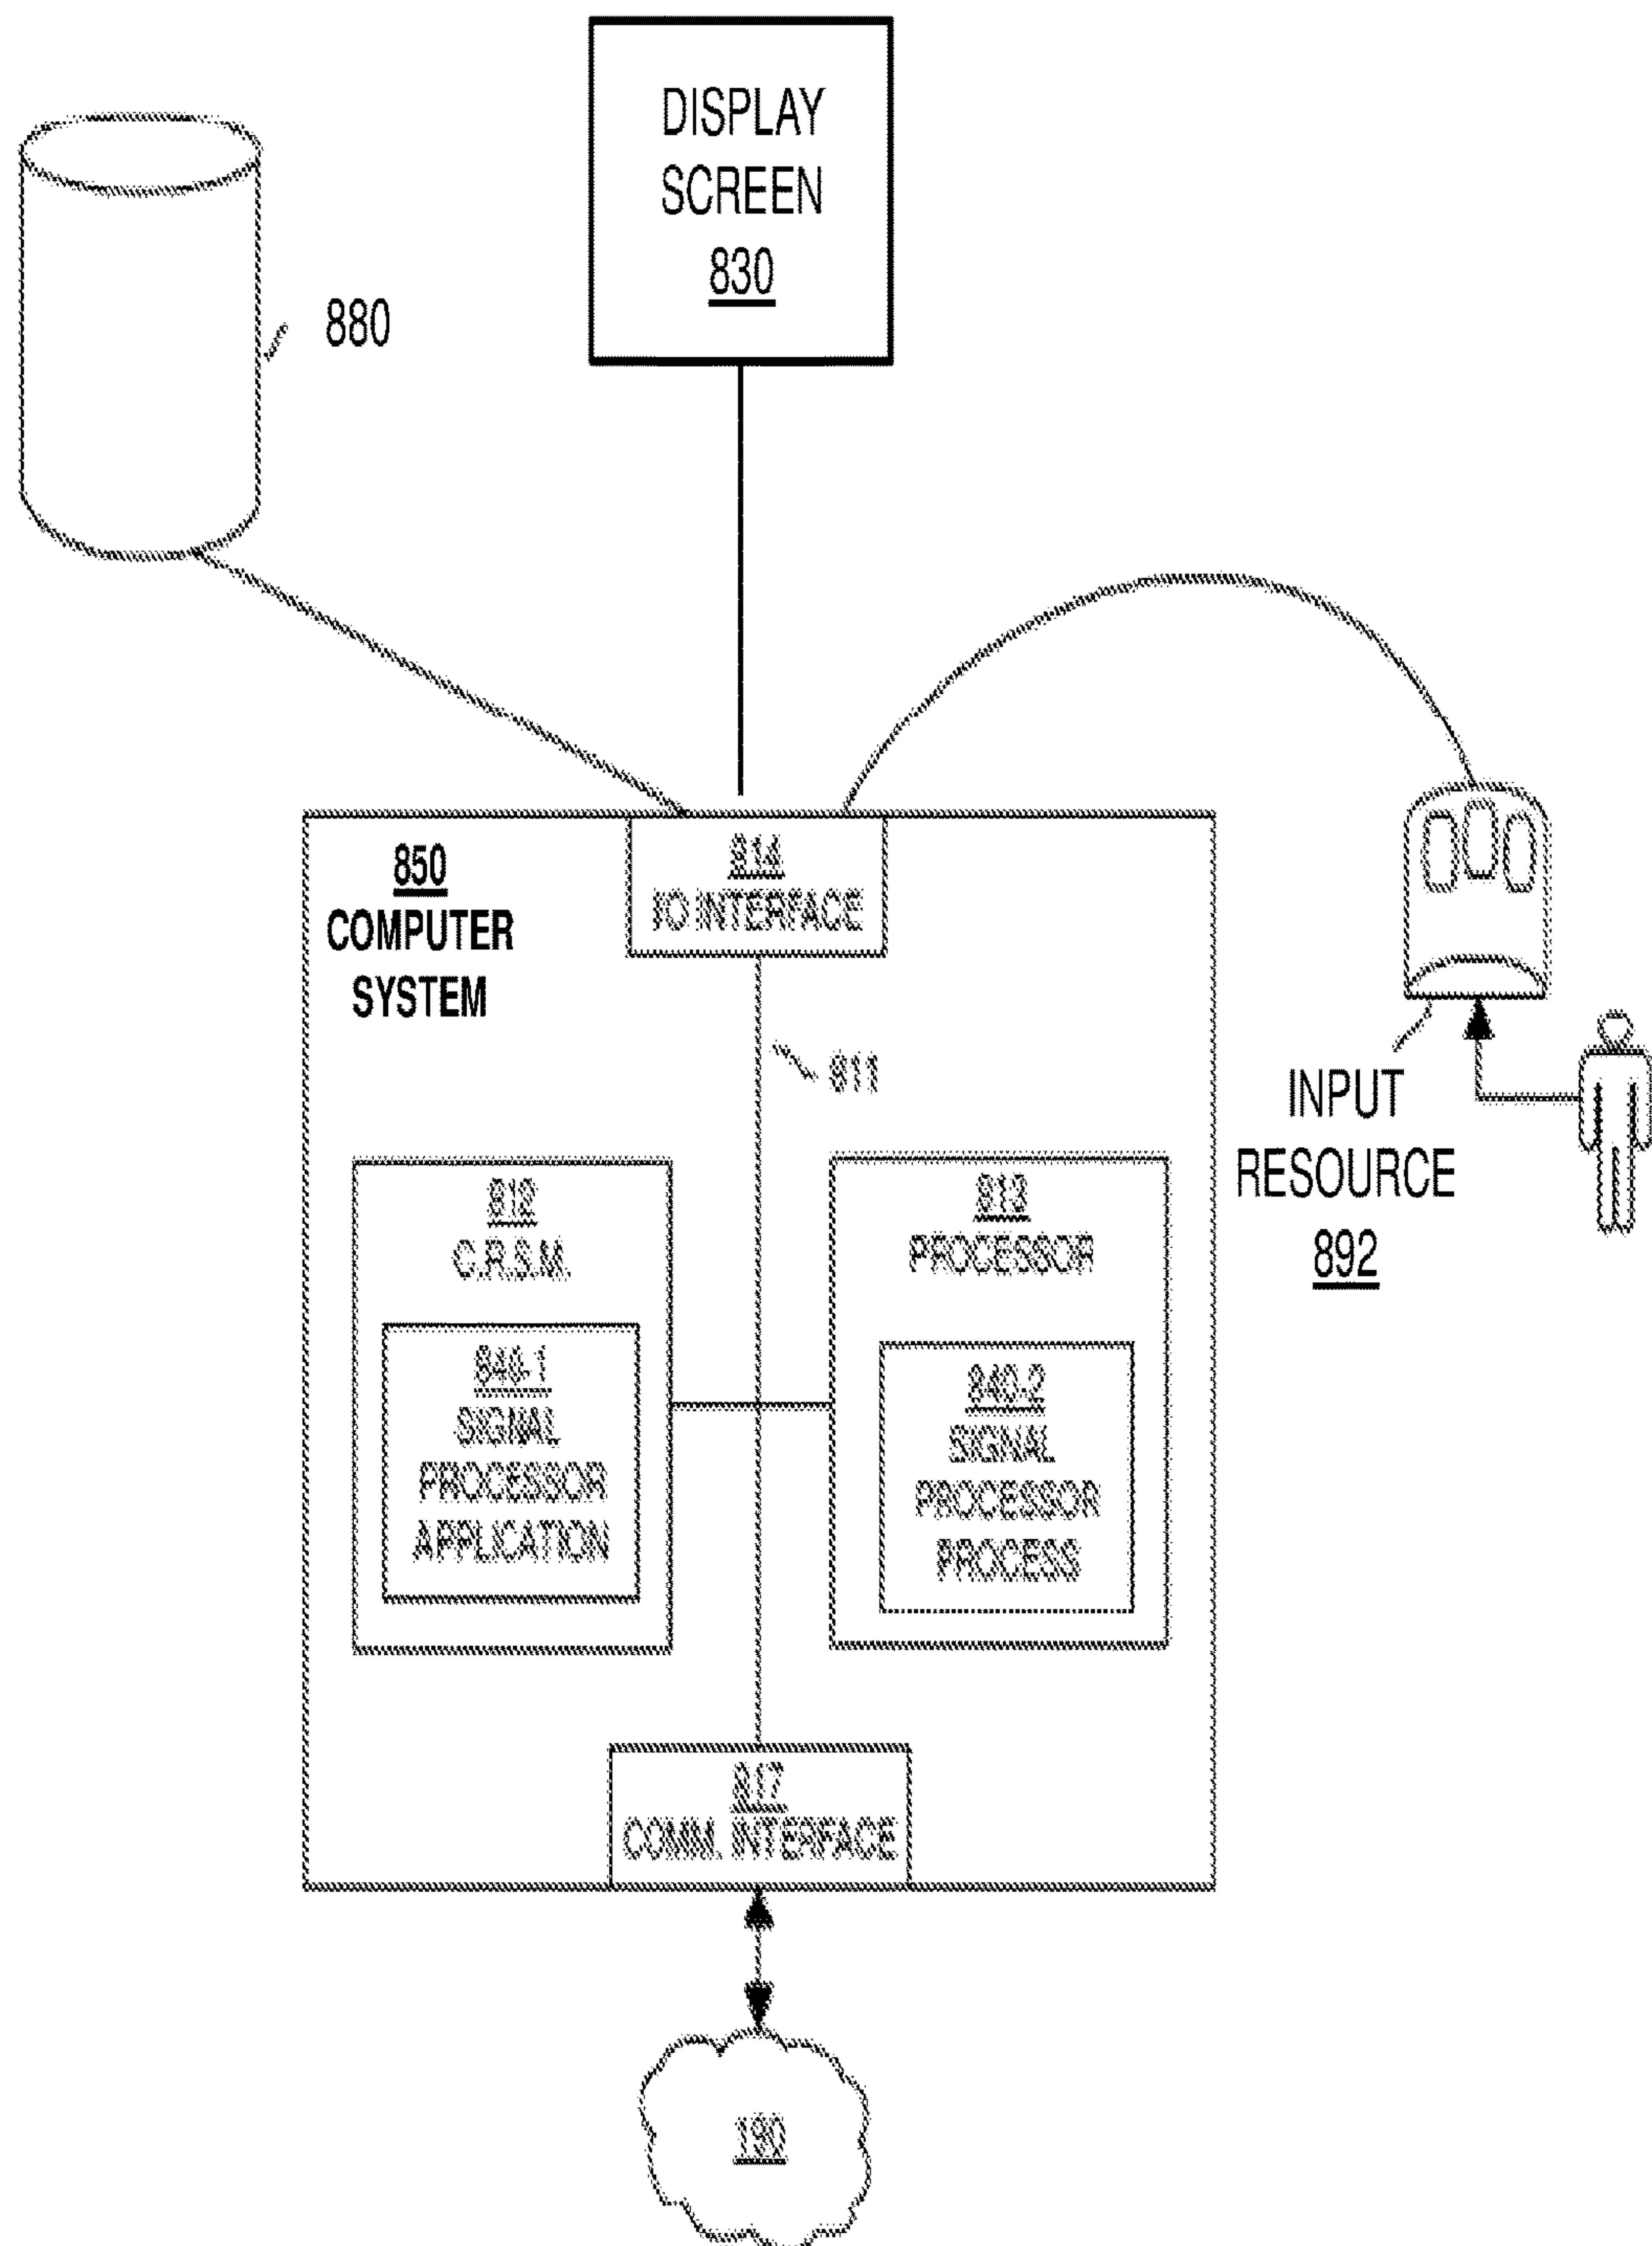 DISPLAY
SCREEN
830
880
850
COMPUTER
SYSTEM
814
I/O INTERFACE
811
INPUT
RESOURCE
892
812
C.R.S.M.
813
PROCESSOR
840-1
SIGNAL
PROCESSOR
APPLICATION
840-2
SIGNAL
PROCESSOR
PROCESS
817
COMM. INTERFACE
190